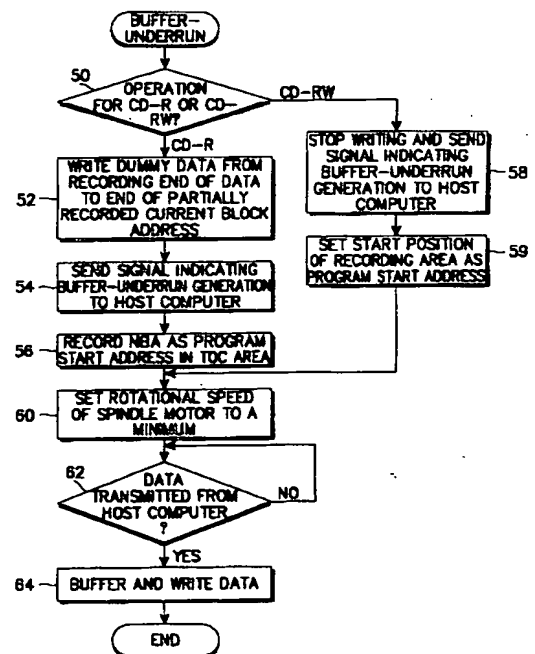 BUFFER-
UNDERRUN
50
OPERATION
FOR CD-R OR CD-
RW?
CD-RW
CD-R
WRITE DUMMY DATA FROM
RECORDING END OF DATA
TO END OF PARTIALLY
RECORDED CURRENT BLOCK
ADDRESS
52
STOP WRITING AND SEND
SIGNAL INDICATING
BUFFER-UNDERRUN
GENERATION TO HOST
COMPUTER
58
SEND SIGNAL INDICATING
BUFFER-UNDERRUN GENERATION
TO HOST COMPUTER
54
SET START POSITION
OF RECORDING AREA AS
PROGRAM START ADDRESS
59
RECORD NBA AS PROGRAM
START ADDRESS IN TOC AREA
56
SET ROTATIONAL SPEED
OF SPINDLE MOTOR TO A
MINIMUM
60
62
DATA
TRANSMITTED FROM
HOST COMPUTER
?
NO
YES
64
BUFFER AND WRITE DATA
END